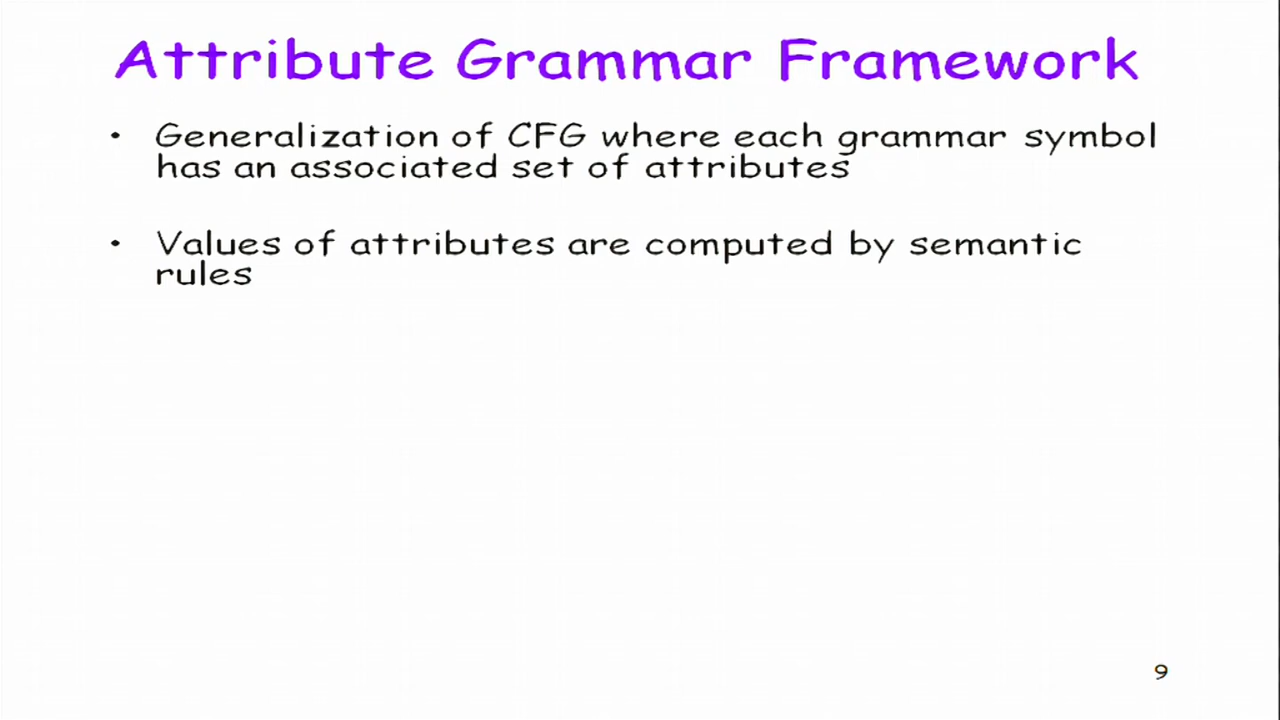 Attribute Grammar Framework
• Generalization of CFG where each grammar symbol
has an associated set of attributes
• Values of attributes are computed by semantic
rules
9